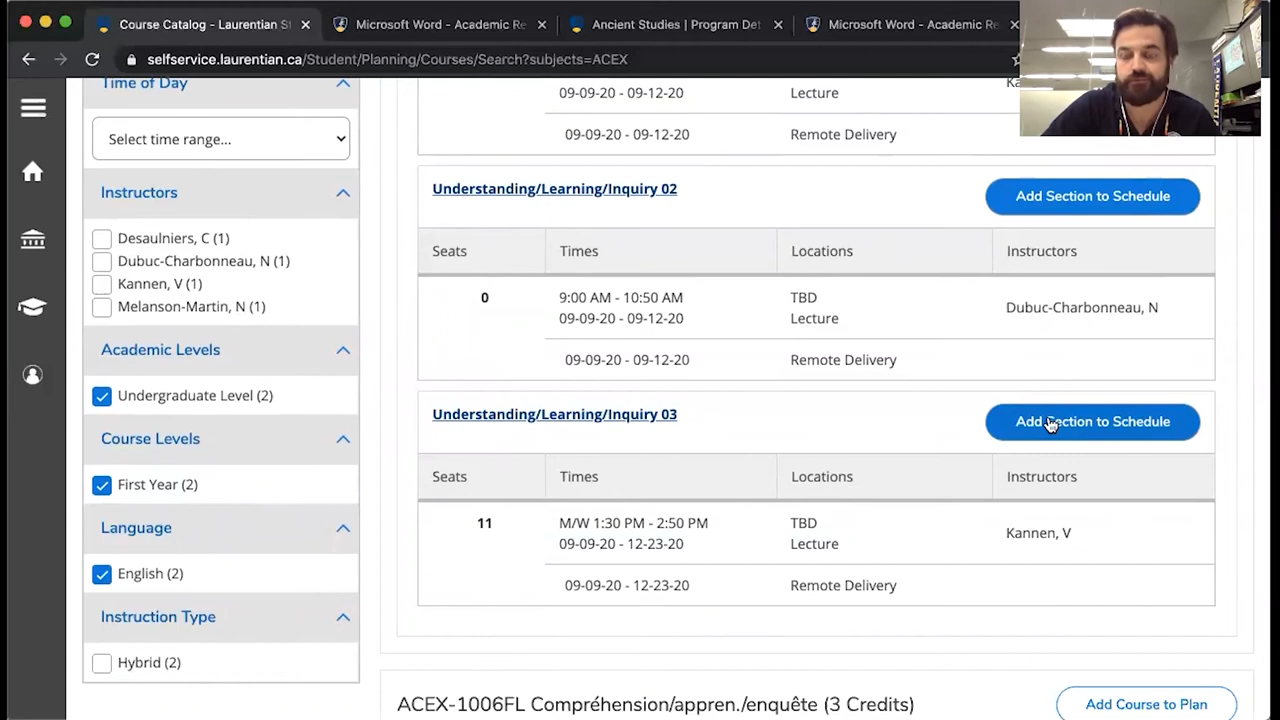 Course Catalog - Laurentian St
Microsoft Word - Academic Re
Ancient Studies | Program Det
Microsoft Word - Academic Re
selfservice.laurentian.ca/Student/Planning/Courses/Search?subjects=ACEX
Time of Day
Select time range...
Instructors
Desaulniers, C (1)
Dubuc-Charbonneau, N (1)
Kannen, V (1)
Melanson-Martin, N (1)
Academic Levels
Undergraduate Level (2)
Course Levels
First Year (2)
Language
English (2)
Instruction Type
Hybrid (2)
09-09-20 - 09-12-20 Lecture
09-09-20 - 09-12-20 Remote Delivery
Understanding/Learning/Inquiry 02 Add Section to Schedule
Seats Times Locations Instructors
0 9:00 AM - 10:50 AM TBD
09-09-20 - 09-12-20 Lecture Dubuc-Charbonneau, N
09-09-20 - 09-12-20 Remote Delivery
Understanding/Learning/Inquiry 03 Add Section to Schedule
Seats Times Locations Instructors
11 M/W 1:30 PM - 2:50 PM TBD
09-09-20 - 12-23-20 Lecture Kannen, V
09-09-20 - 12-23-20 Remote Delivery
ACEX-1006FL Compréhension/appren./enquête (3 Credits) Add Course to Plan